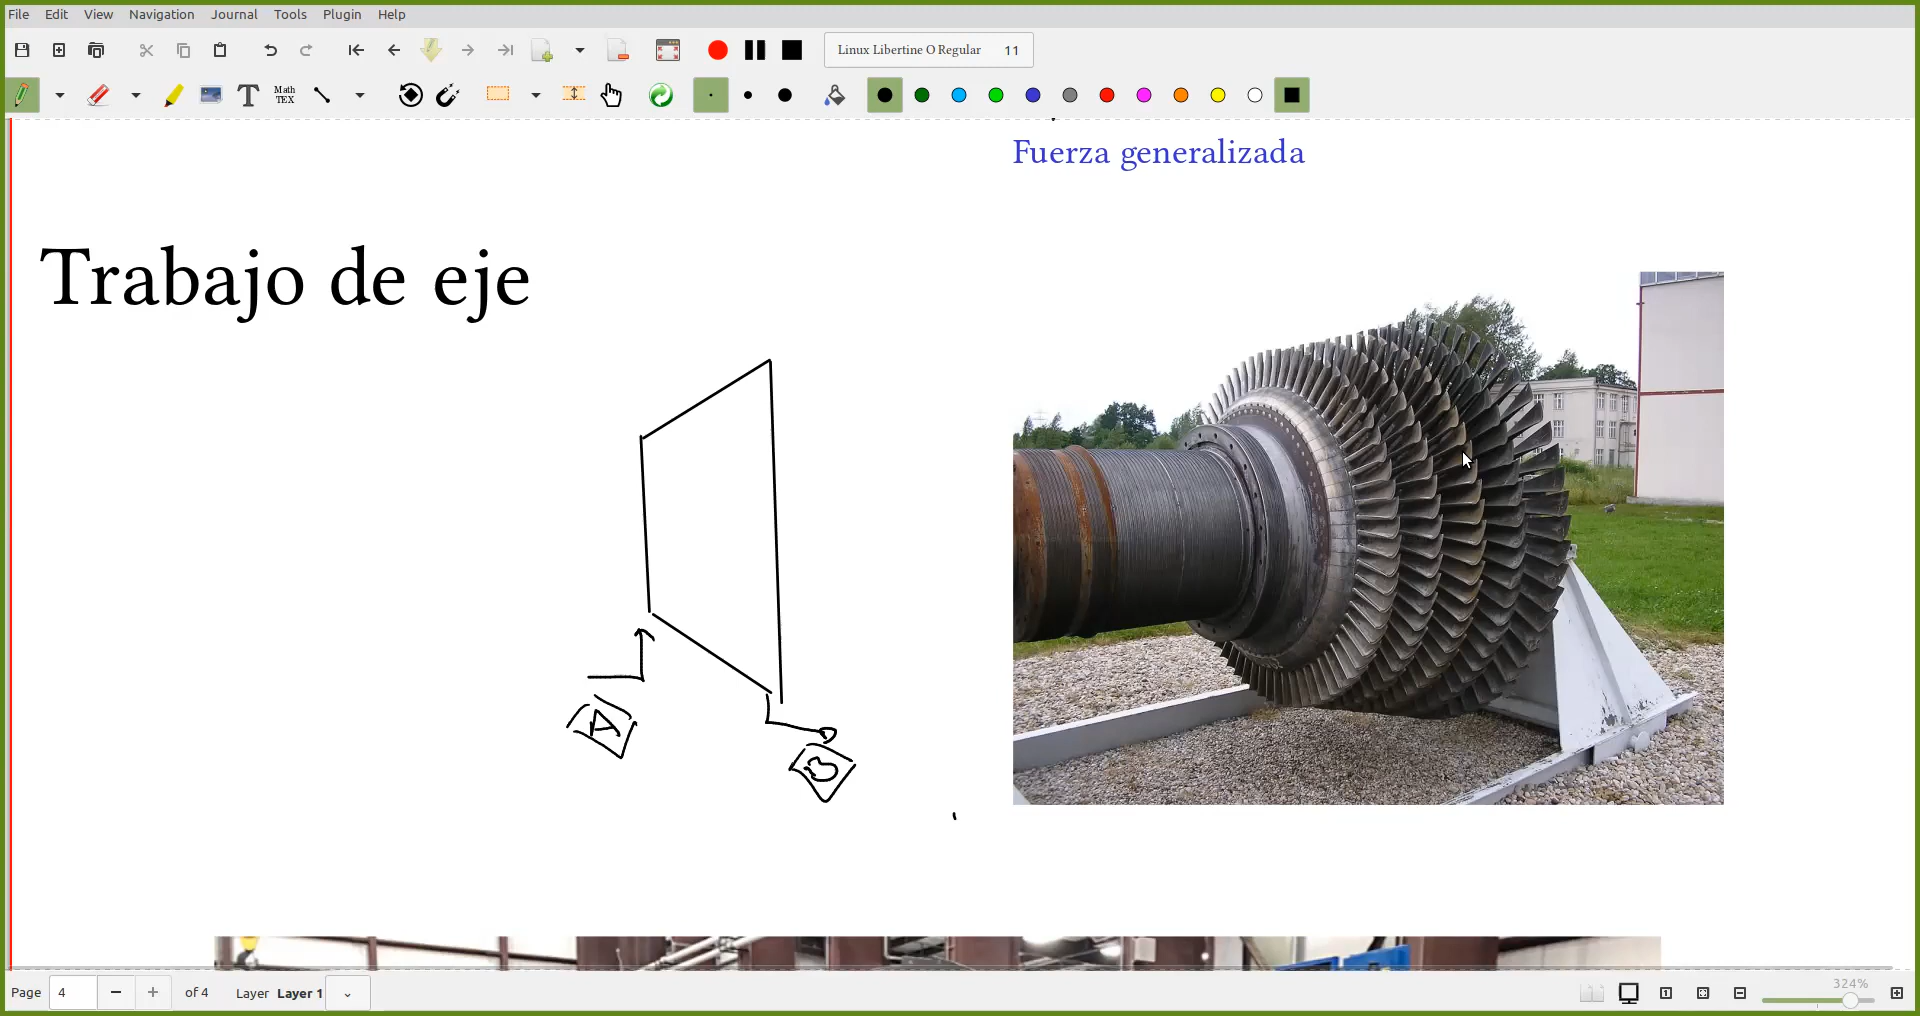 File Edit View Navigation Journal Tools Plugin Help
Linux Libertine O Regular 11
Math
TEX
Fuerza generalizada
Trabajo de eje
A
Page 4 of 4 Layer Layer 1
324%